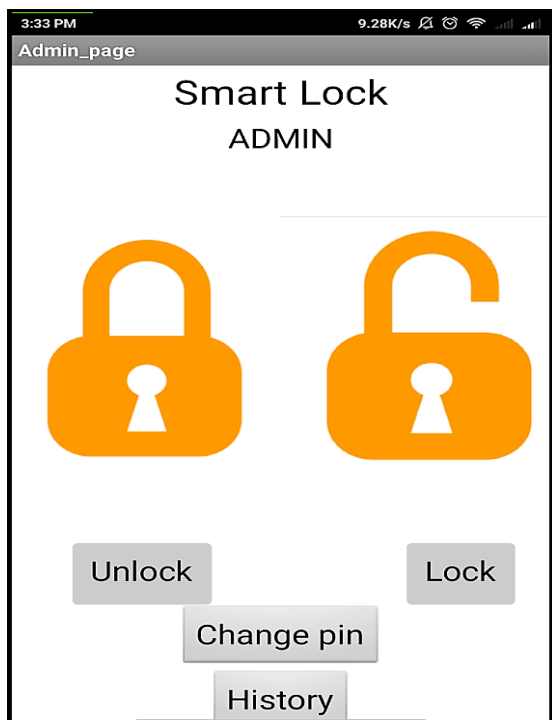 3:33 PM 9.28K/s
Admin_page
Smart Lock
ADMIN
Unlock Lock
Change pin
History